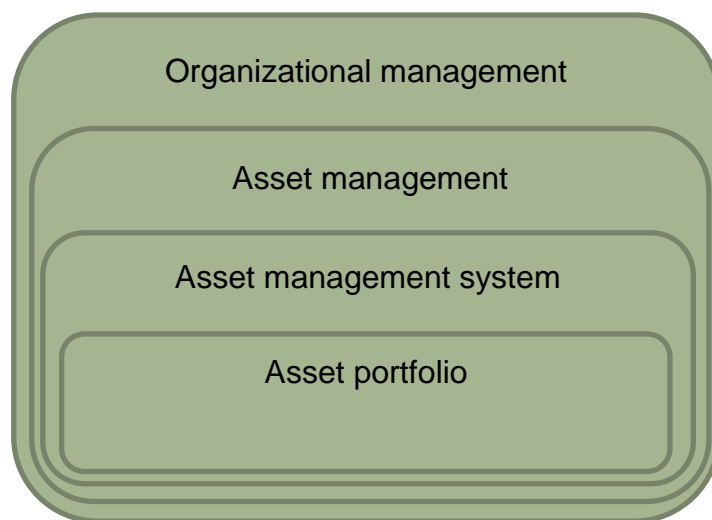 Organizational management
Asset management
Asset management system
Asset portfolio